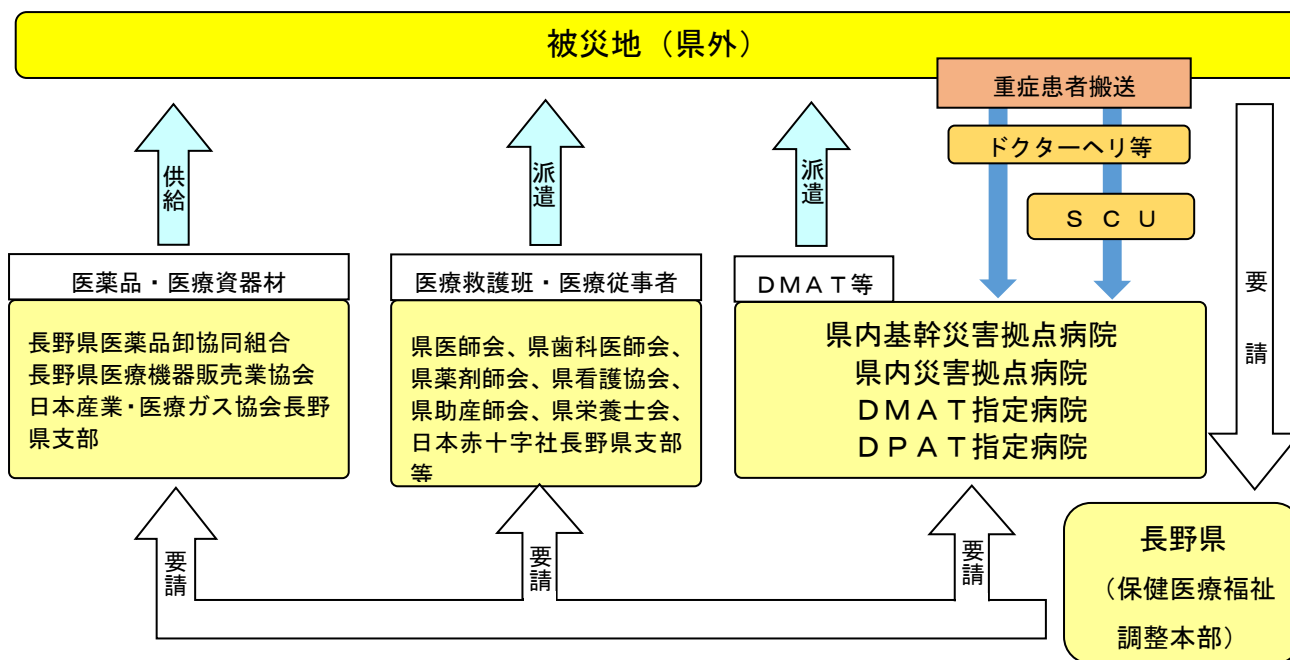 被災地（県外）
重症患者搬送
ドクターヘリ等
ＳＣＵ
供給
派遣
派遣
要請
医薬品・医療資器材
長野県医薬品卸協同組合
長野県医療機器販売業協会
日本産業・医療ガス協会長野
県支部
医療救護班・医療従事者
県医師会、県歯科医師会、
県薬剤師会、県看護協会、
県助産師会、県栄養士会、
日本赤十字社長野県支部
等
ＤＭＡＴ等
県内基幹災害拠点病院
県内災害拠点病院
ＤＭＡＴ指定病院
ＤＰＡＴ指定病院
要請
要請
要請
長野県
（保健医療福祉
調整本部）